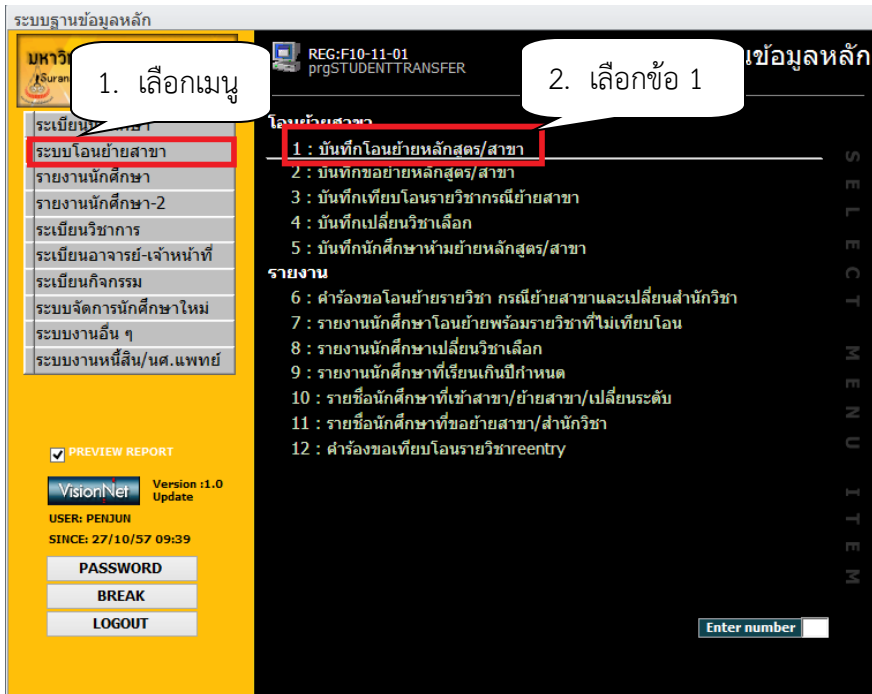 ระบบฐานข้อมูลหลัก
REG:F10-11-01
prgSTUDENTTRANSFER
1. เลือกเมนู
2. เลือกข้อ 1
ระบบโอนย้ายสาขา
รายงานนักศึกษา
รายงานนักศึกษา-2
ระเบียนวิชาการ
ระเบียนอาจารย์-เจ้าหน้าที่
ระเบียนกิจกรรม
ระบบจัดการนักศึกษาใหม่
ระบบงานอื่น ๆ
ระบบงานหนี้สิน/นศ.แพทย์
PREVIEW REPORT
VisionNet
Version :1.0
Update
USER: PENJUN
SINCE: 27/10/57 09:39
PASSWORD
BREAK
LOGOUT
โอนย้ายสาขา
1 : บันทึกโอนย้ายหลักสูตร/สาขา
2 : บันทึกขอย้ายหลักสูตร/สาขา
3 : บันทึกเทียบโอนรายวิชากรณีย้ายสาขา
4 : บันทึกเปลี่ยนวิชาเลือก
5 : บันทึกนักศึกษาห้ามย้ายหลักสูตร/สาขา
รายงาน
6 : คำร้องขอโอนย้ายรายวิชา กรณีย้ายสาขาและเปลี่ยนสำนักวิชา
7 : รายงานนักศึกษาโอนย้ายพร้อมรายวิชาที่ไม่เทียบโอน
8 : รายงานนักศึกษาเปลี่ยนวิชาเลือก
9 : รายงานนักศึกษาที่เรียนเกินปีกำหนด
10 : รายชื่อนักศึกษาที่เข้าสาขา/ย้ายสาขา/เปลี่ยนระดับ
11 : รายชื่อนักศึกษาที่ขอย้ายสาขา/สำนักวิชา
12 : คำร้องขอเทียบโอนรายวิชาreentry
SELECT MENU ITEM
Enter number